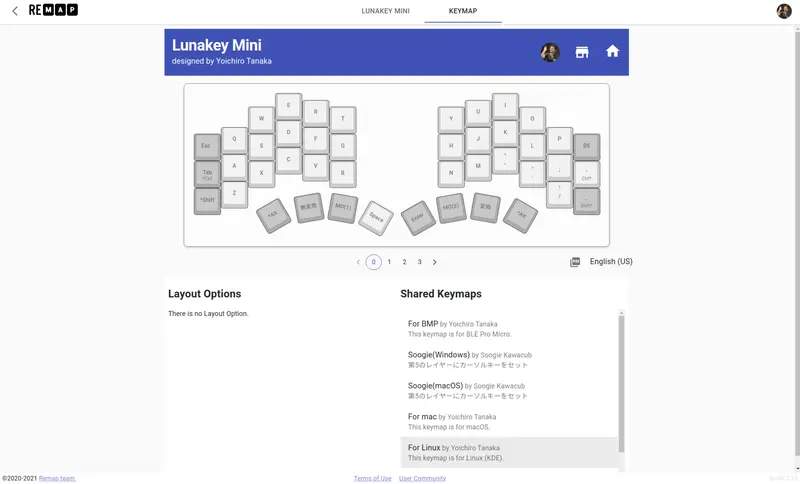 REMAP
LUNAKEY MINI
KEYMAP
Lunakey Mini
designed by Yoichiro Tanaka
Esc Q W E R T Y U I O P BS
Tab
^Ctrl
A S D F G H J K L ;
^Ctrl
^Shift Z X C V B N M
^Shift
^Alt 無変換 MO(1) Space Enter MO(2) 変換 ^Alt
0 1 2 3
English (US)
Layout Options
There is no Layout Option.
Shared Keymaps
For BMP by Yoichiro Tanaka
This keymap is for BLE Pro Micro.
Soogie(Windows) by Soogie Kawacub
第5のレイヤーにカーソルキーをセット
Soogie(macOS) by Soogie Kawacub
第5のレイヤーにカーソルキーをセット
For mac by Yoichiro Tanaka
This keymap is for macOS.
For Linux by Yoichiro Tanaka
This keymap is for Linux (KDE).
©2020-2021 Remap team.
Terms of Use
User Community